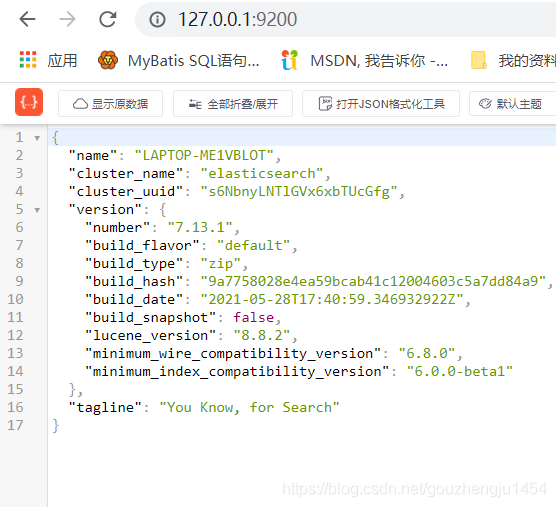 127.0.0.1:9200
应用 MyBatis SQL语句... MSDN, 我告诉你 -... 我的资料
{··} 显示原数据 全部折叠/展开 打开JSON格式化工具 默认主题
1 {
2 "name": "LAPTOP-ME1VBLOT",
3 "cluster_name": "elasticsearch",
4 "cluster_uuid": "s6NbnyLNTlGVx6xbTUcGfg",
5 "version": {
6 "number": "7.13.1",
7 "build_flavor": "default",
8 "build_type": "zip",
9 "build_hash": "9a7758028e4ea59bcab41c12004603c5a7dd84a9",
10 "build_date": "2021-05-28T17:40:59.346932922Z",
11 "build_snapshot": false,
12 "lucene_version": "8.8.2",
13 "minimum_wire_compatibility_version": "6.8.0",
14 "minimum_index_compatibility_version": "6.0.0-beta1"
15 },
16 "tagline": "You Know, for Search"
17 }
https://blog.csdn.net/gouzhengju1454